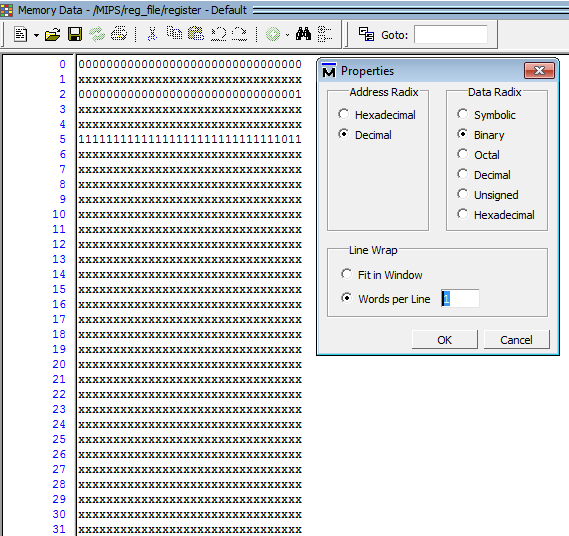 Memory Data - /MIPS/reg_file/register - Default
Goto:
0 00000000000000000000000000000000
1 xxxxxxxxxxxxxxxxxxxxxxxxxxxxxxxx
2 00000000000000000000000000000001
3 xxxxxxxxxxxxxxxxxxxxxxxxxxxxxxxx
4 xxxxxxxxxxxxxxxxxxxxxxxxxxxxxxxx
5 11111111111111111111111111111011
6 xxxxxxxxxxxxxxxxxxxxxxxxxxxxxxxx
7 xxxxxxxxxxxxxxxxxxxxxxxxxxxxxxxx
8 xxxxxxxxxxxxxxxxxxxxxxxxxxxxxxxx
9 xxxxxxxxxxxxxxxxxxxxxxxxxxxxxxxx
10 xxxxxxxxxxxxxxxxxxxxxxxxxxxxxxxx
11 xxxxxxxxxxxxxxxxxxxxxxxxxxxxxxxx
12 xxxxxxxxxxxxxxxxxxxxxxxxxxxxxxxx
13 xxxxxxxxxxxxxxxxxxxxxxxxxxxxxxxx
14 xxxxxxxxxxxxxxxxxxxxxxxxxxxxxxxx
15 xxxxxxxxxxxxxxxxxxxxxxxxxxxxxxxx
16 xxxxxxxxxxxxxxxxxxxxxxxxxxxxxxxx
17 xxxxxxxxxxxxxxxxxxxxxxxxxxxxxxxx
18 xxxxxxxxxxxxxxxxxxxxxxxxxxxxxxxx
19 xxxxxxxxxxxxxxxxxxxxxxxxxxxxxxxx
20 xxxxxxxxxxxxxxxxxxxxxxxxxxxxxxxx
21 xxxxxxxxxxxxxxxxxxxxxxxxxxxxxxxx
22 xxxxxxxxxxxxxxxxxxxxxxxxxxxxxxxx
23 xxxxxxxxxxxxxxxxxxxxxxxxxxxxxxxx
24 xxxxxxxxxxxxxxxxxxxxxxxxxxxxxxxx
25 xxxxxxxxxxxxxxxxxxxxxxxxxxxxxxxx
26 xxxxxxxxxxxxxxxxxxxxxxxxxxxxxxxx
27 xxxxxxxxxxxxxxxxxxxxxxxxxxxxxxxx
28 xxxxxxxxxxxxxxxxxxxxxxxxxxxxxxxx
29 xxxxxxxxxxxxxxxxxxxxxxxxxxxxxxxx
30 xxxxxxxxxxxxxxxxxxxxxxxxxxxxxxxx
31 xxxxxxxxxxxxxxxxxxxxxxxxxxxxxxxx
Properties
Address Radix
Hexadecimal
Decimal
Data Radix
Symbolic
Binary
Octal
Decimal
Unsigned
Hexadecimal
Line Wrap
Fit in Window
Words per Line 1
OK Cancel